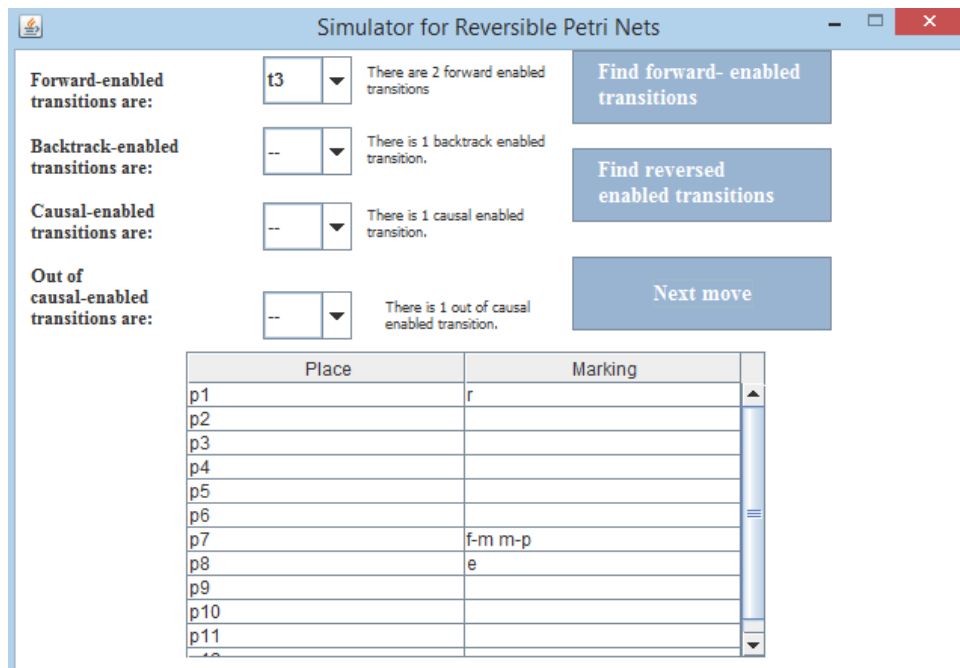 Simulator for Reversible Petri Nets
Forward-enabled
transitions are:
t3
There are 2 forward enabled
transitions
Find forward- enabled
transitions
Backtrack-enabled
transitions are:
--
There is 1 backtrack enabled
transition.
Find reversed
enabled transitions
Causal-enabled
transitions are:
--
There is 1 causal enabled
transition.
Out of
causal-enabled
transitions are:
--
There is 1 out of causal
enabled transition.
Next move
Place Marking
p1 r
p2
p3
p4
p5
p6
p7 f-m m-p
p8 e
p9
p10
p11